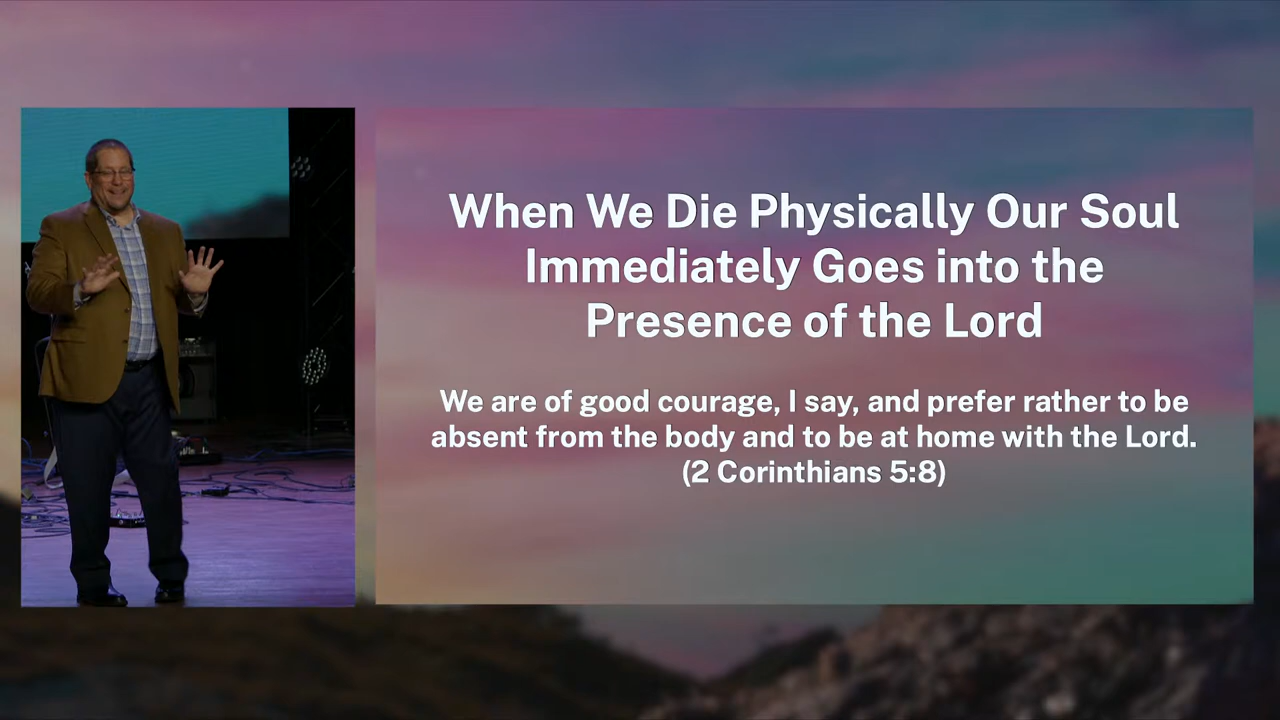 When We Die Physically Our Soul
Immediately Goes into the
Presence of the Lord
We are of good courage, I say, and prefer rather to be
absent from the body and to be at home with the Lord.
(2 Corinthians 5:8)